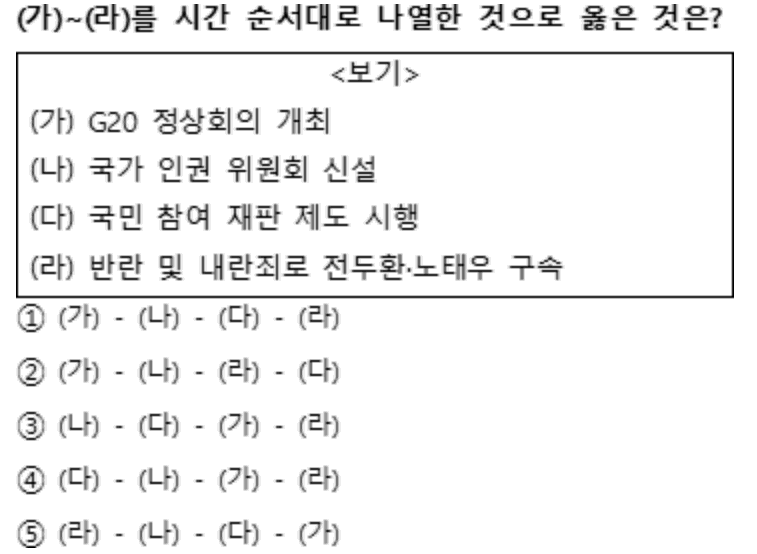 (가)~(라)를 시간 순서대로 나열한 것으로 옳은 것은?
<보기>
(가) G20 정상회의 개최
(나) 국가 인권 위원회 신설
(다) 국민 참여 재판 제도 시행
(라) 반란 및 내란죄로 전두환·노태우 구속
① (가) - (나) - (다) - (라)
② (가) - (나) - (라) - (다)
③ (나) - (다) - (가) - (라)
④ (다) - (나) - (가) - (라)
⑤ (라) - (나) - (다) - (가)